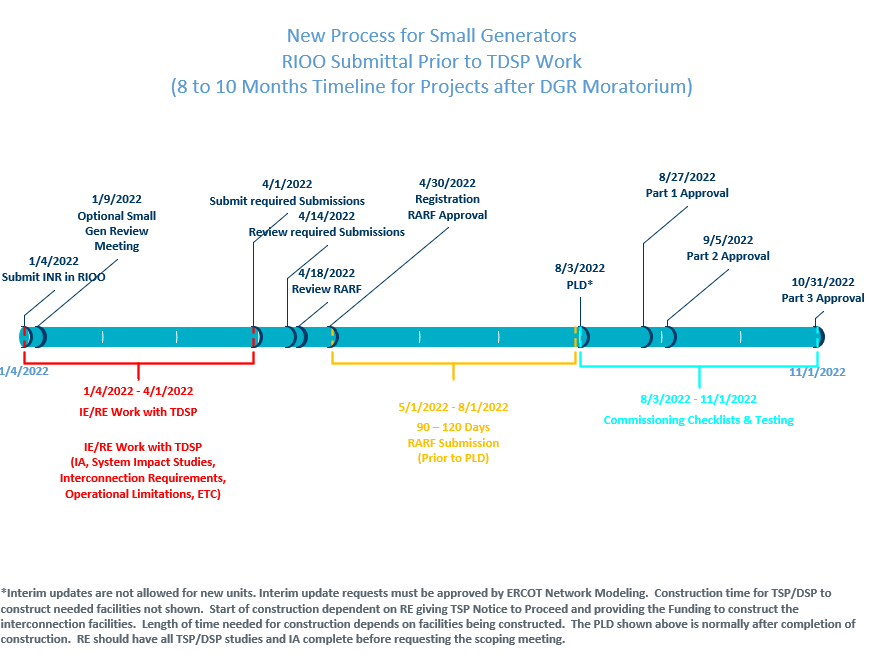 New Process for Small Generators
RIOO Submittal Prior to TDSP Work
(8 to 10 Months Timeline for Projects after DGR Moratorium)
1/4/2022
Submit INR in RIOO
1/9/2022
Optional Small
Gen Review
Meeting
4/1/2022
Submit required Submissions
4/14/2022
Review required Submissions
4/18/2022
Review RARF
4/30/2022
Registration
RARF Approval
8/3/2022
PLD*
8/27/2022
Part 1 Approval
9/5/2022
Part 2 Approval
10/31/2022
Part 3 Approval
1/4/2022
11/1/2022
1/4/2022 - 4/1/2022
IE/RE Work with TDSP
IE/RE Work with TDSP
(IA, System Impact Studies,
Interconnection Requirements,
Operational Limitations, ETC)
5/1/2022 - 8/1/2022
90 – 120 Days
RARF Submission
(Prior to PLD)
8/3/2022 - 11/1/2022
Commissioning Checklists & Testing
*Interim updates are not allowed for new units. Interim update requests must be approved by ERCOT Network Modeling.  Construction time for TSP/DSP to
construct needed facilities not shown.  Start of construction dependent on RE giving TSP Notice to Proceed and providing the Funding to construct the
interconnection facilities.  Length of time needed for construction depends on facilities being constructed.  The PLD shown above is normally after completion of
construction.  RE should have all TSP/DSP studies and IA complete before requesting the scoping meeting.